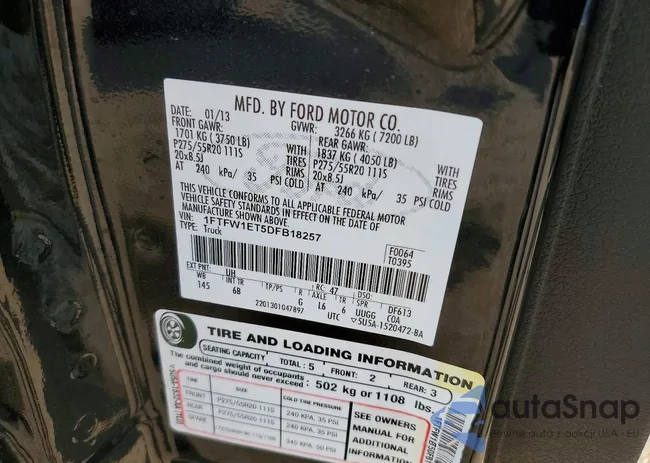 MFD. BY FORD MOTOR CO.
DATE: 01/13 GVWR: 3266 KG ( 7200 LB)
FRONT GAWR: REAR GAWR:
1701 KG ( 3750 LB) WITH 1837 KG ( 4050 LB) WITH
P275/55R20 111S TIRES P275/55R20 111S TIRES
20x8.5J RIMS 20x8.5J RIMS
AT 240 kPa/ 35 PSI COLD AT 240 kPa/ 35 PSI COLD
THIS VEHICLE CONFORMS TO ALL APPLICABLE FEDERAL MOTOR
VEHICLE SAFETY STANDARDS IN EFFECT ON THE DATE OF
MANUFACTURE SHOWN ABOVE.
VIN: 1FTFW1ET5DFB18257
TYPE: Truck
F0064
T0395
EXT PNT: UH RC: 47 DSO:
WB INT TR TP/PS R AXLE TR SPR DF613
145 6B G L6 6 UUGG COA
2201301047897 UTC SU5A-1520472-BA
TIRE AND LOADING INFORMATION
SEATING CAPACITY TOTAL: 5 FRONT: 2 REAR: 3
The combined weight of occupants
and cargo should never exceed: 502 kg or 1108 lbs.
TIRE SIZE COLD TIRE PRESSURE
FRONT P275/55R20 111S 240 KPA, 35 PSI
REAR P275/55R20 111S 240 KPA, 35 PSI
SEE OWNERS
MANUAL FOR
ADDITIONAL
INFORMATION
autaSnap